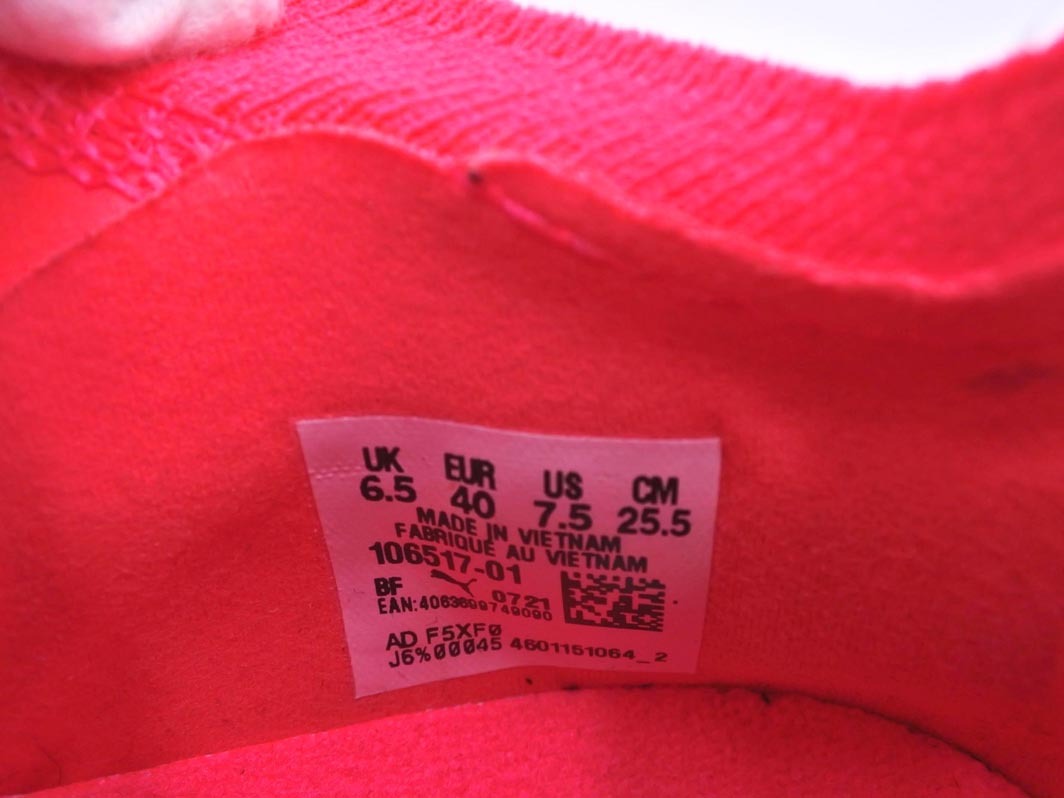 UK EUR US CM
6.5 40 7.5 25.5
MADE IN VIETNAM
FABRIQUE AU VIETNAM
106517-01
BF 0721
EAN:4063699749090
AD F5XF0
J6%00045 4601151064_2